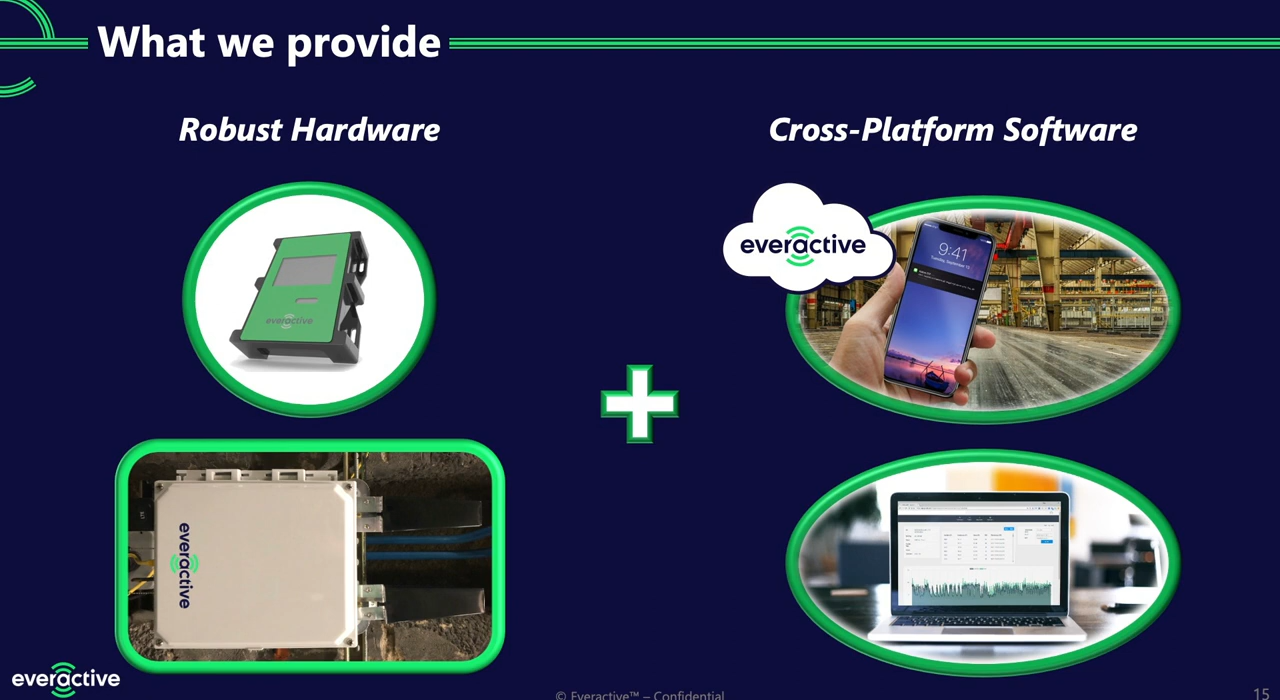 What we provide
Robust Hardware
Cross-Platform Software
everactive
everactive
9:41
everactive
everactive
© Everactive™ – Confidential
15